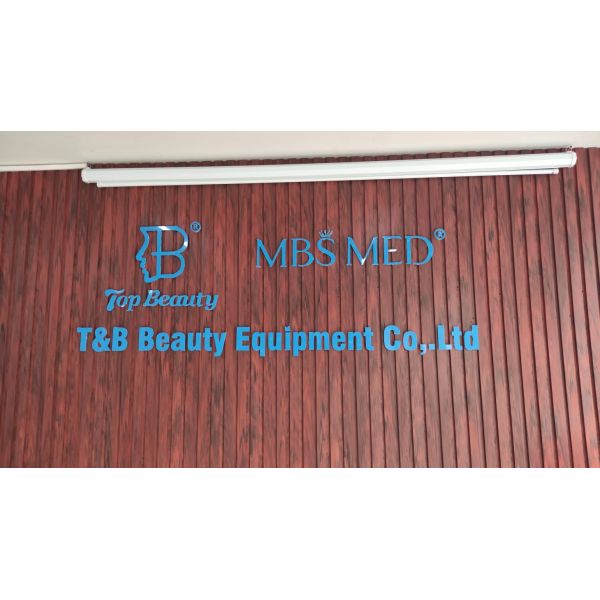 B® MBS MED®
Top Beauty
T&B Beauty Equipment Co,.Ltd